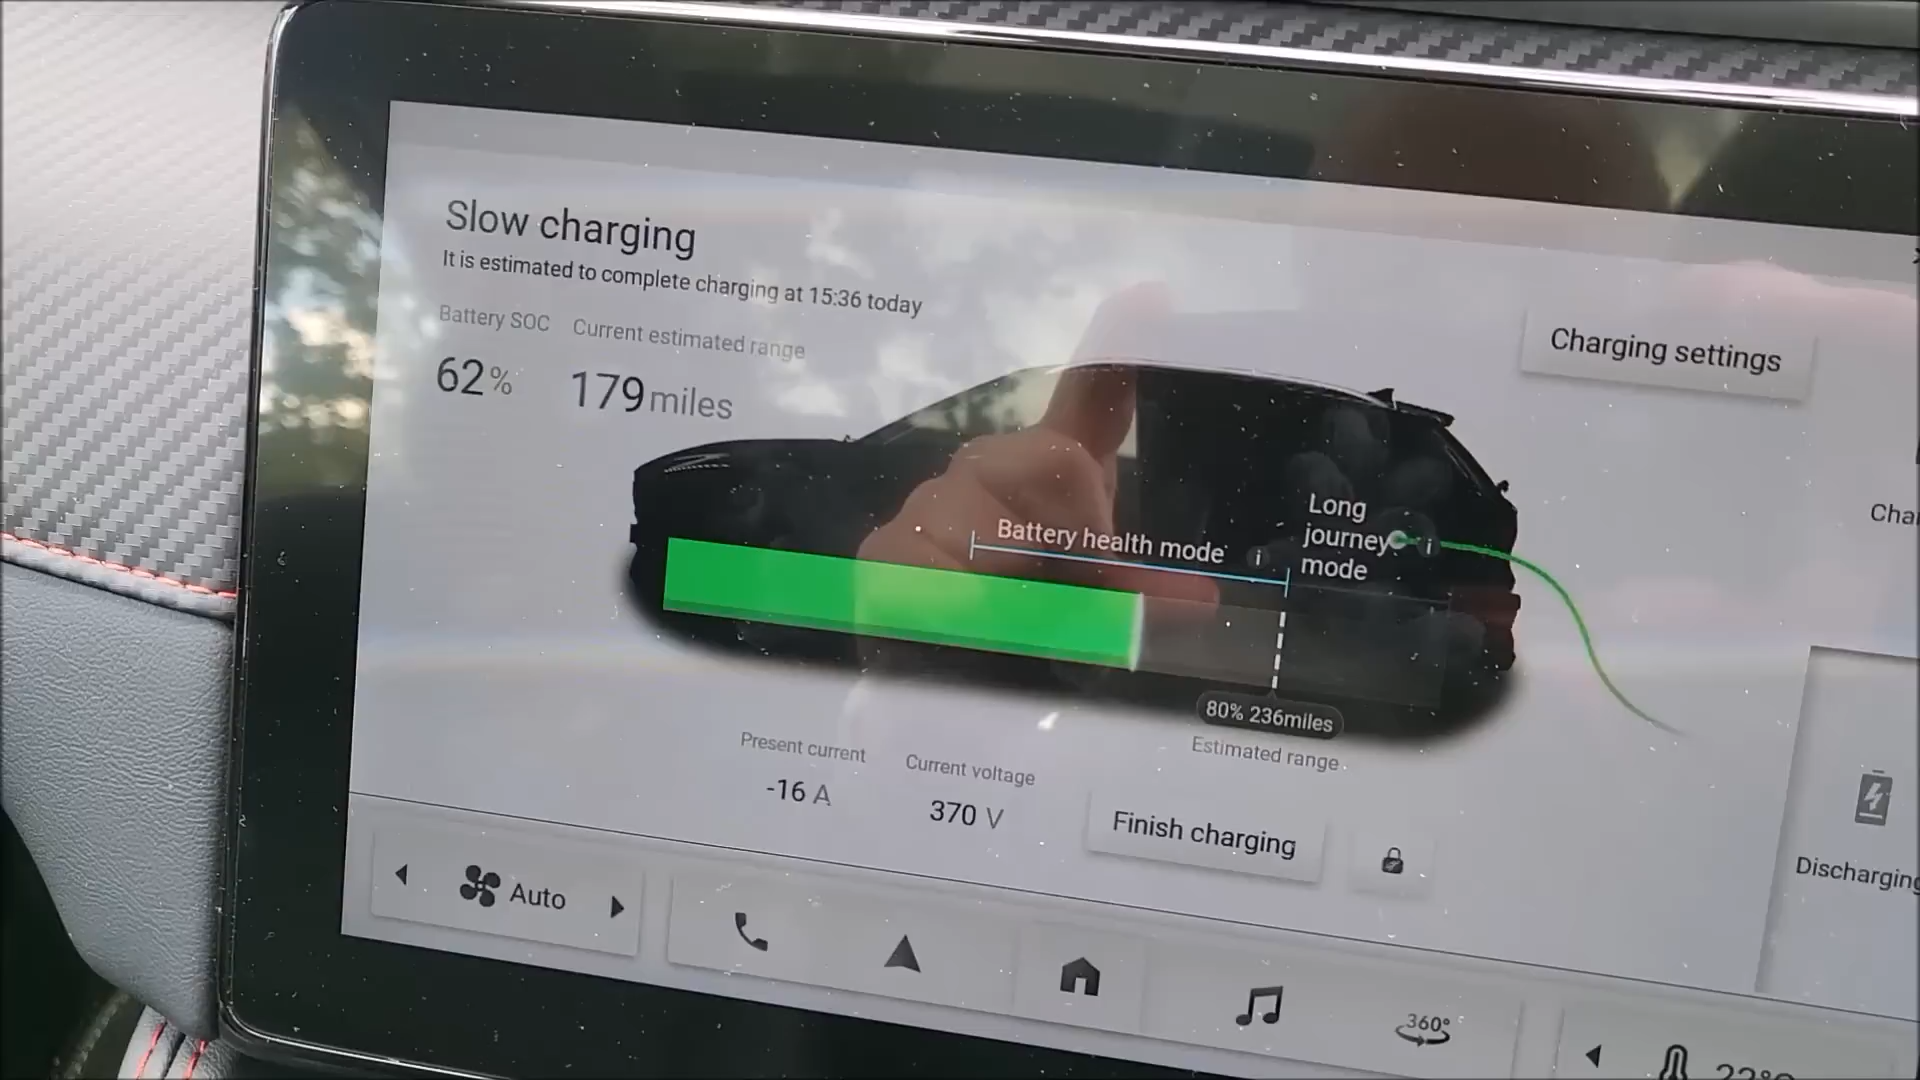 Slow charging
It is estimated to complete charging at 15:36 today
Battery SOC
Current estimated range
62%
179 miles
Charging settings
Long
journey
mode
Battery health mode
i
i
80% 236miles
Estimated range
Present current
Current voltage
-16 A
370 V
Finish charging
Discharging
Auto
360°